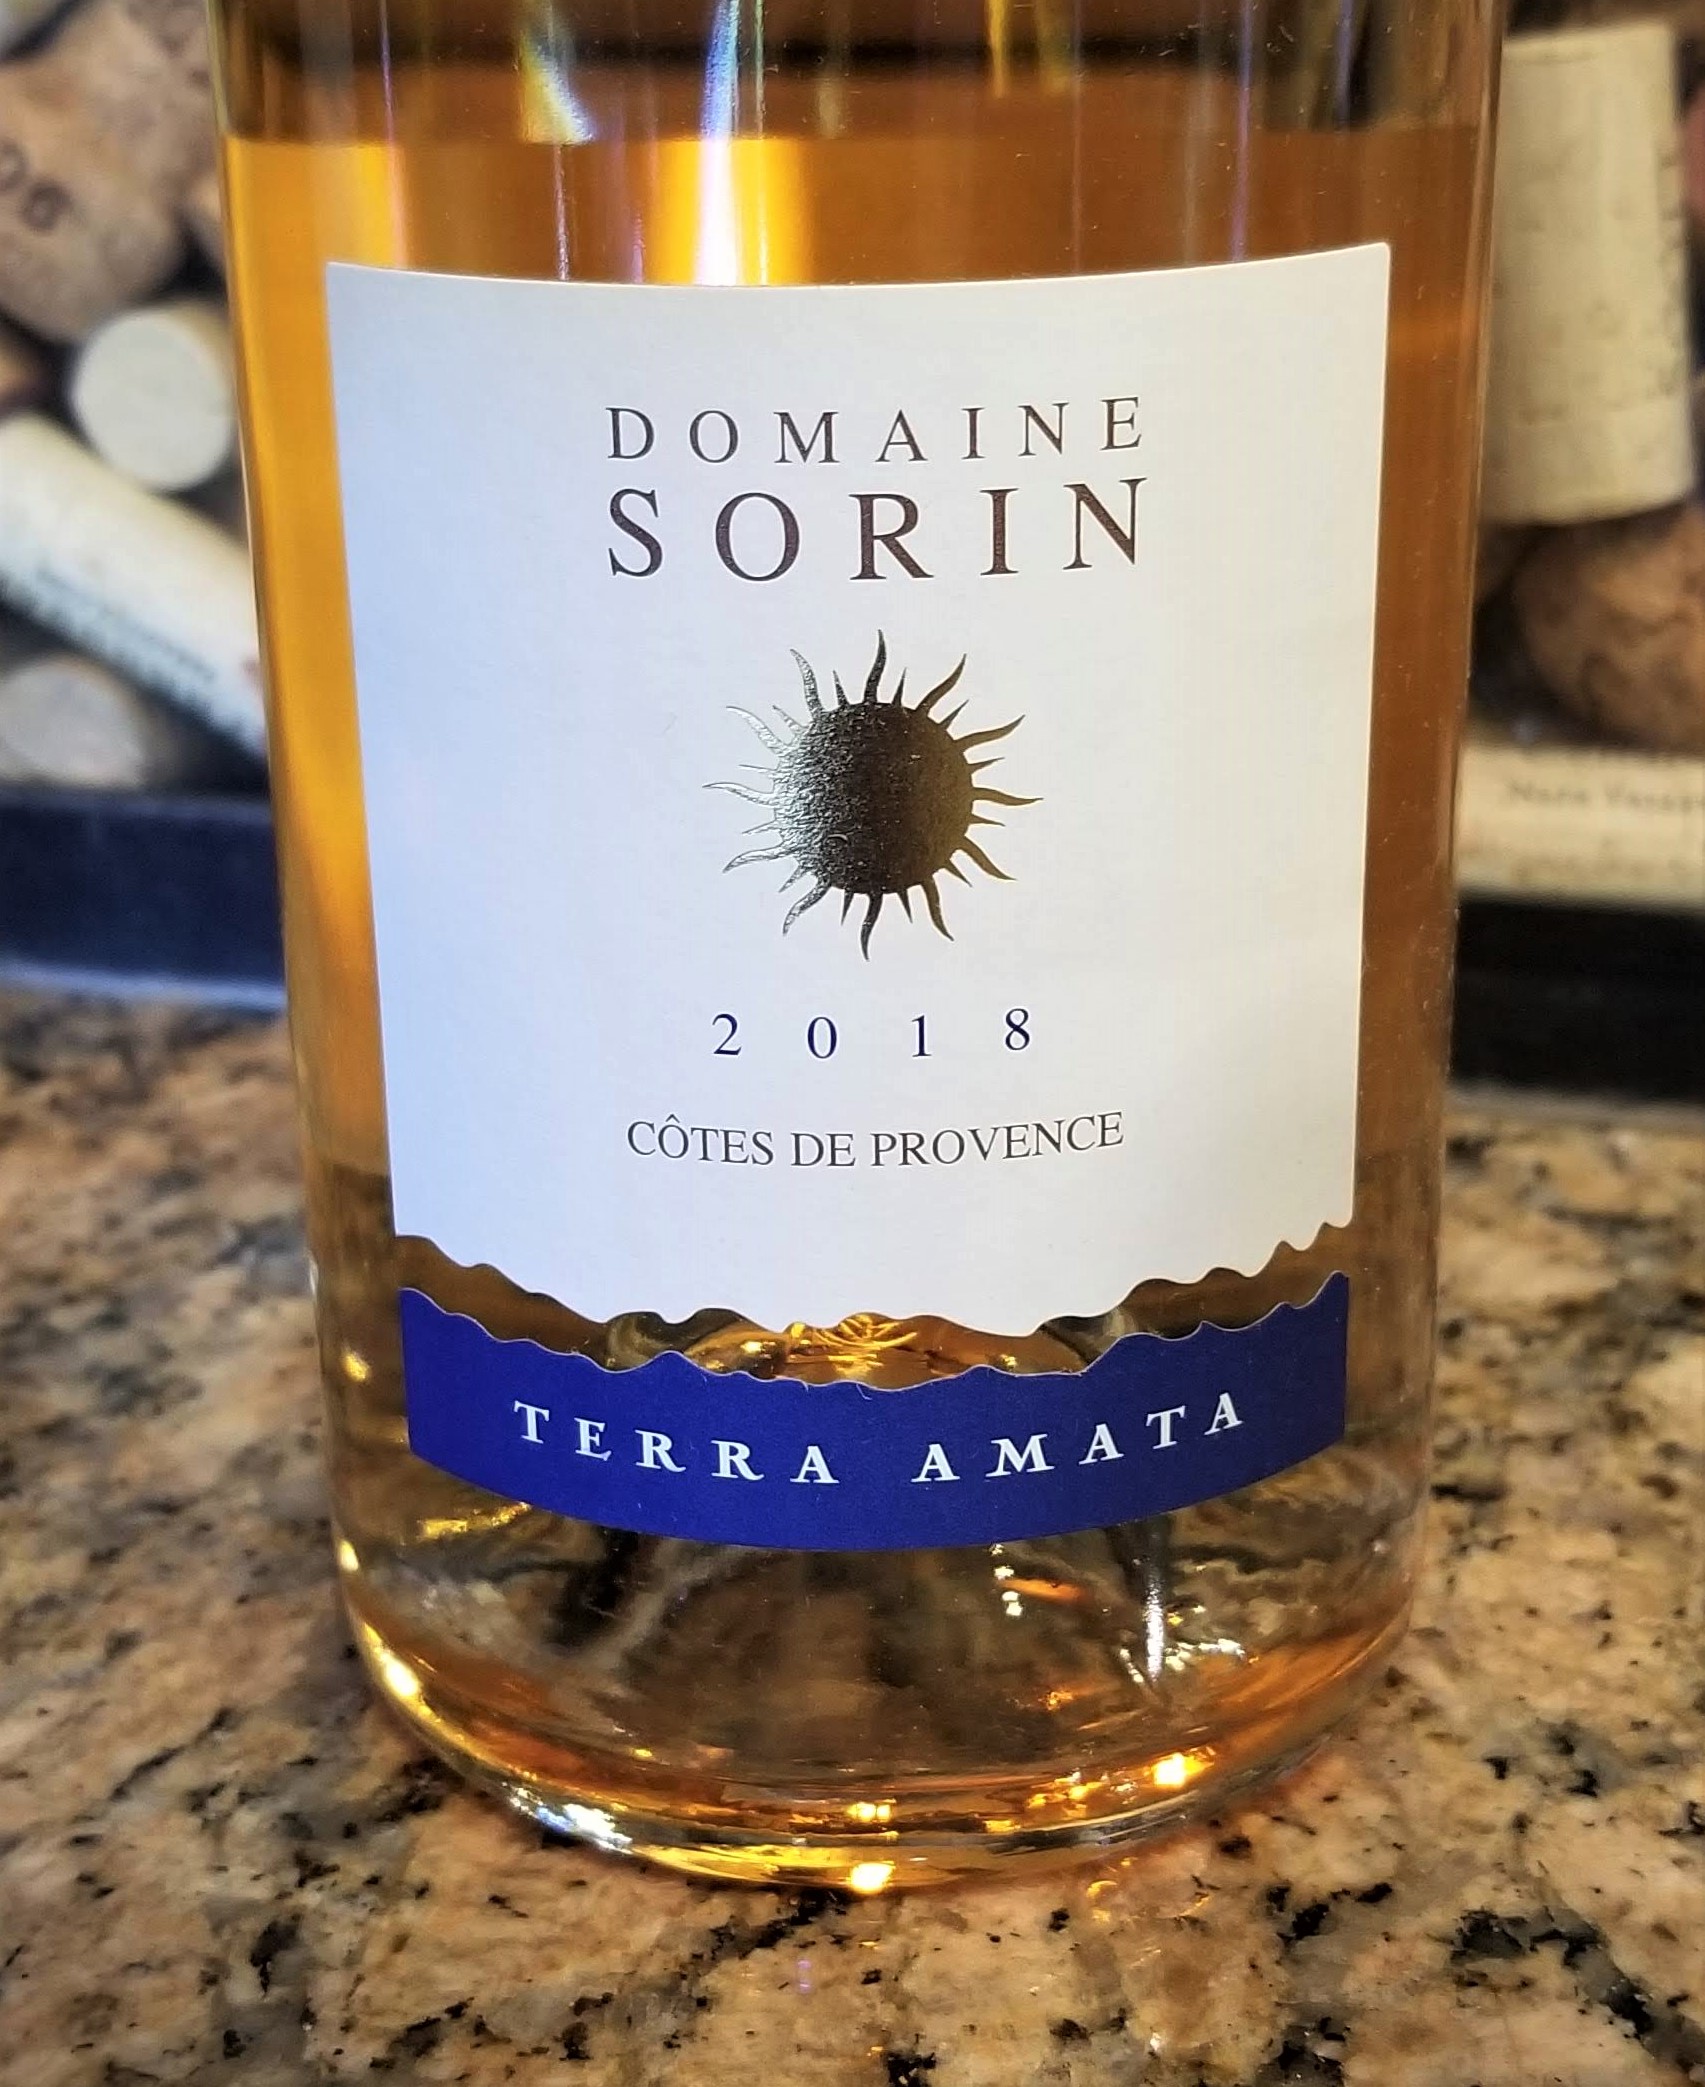 DOMAINE
SORIN
2018
CÔTES DE PROVENCE
TERRA AMATA